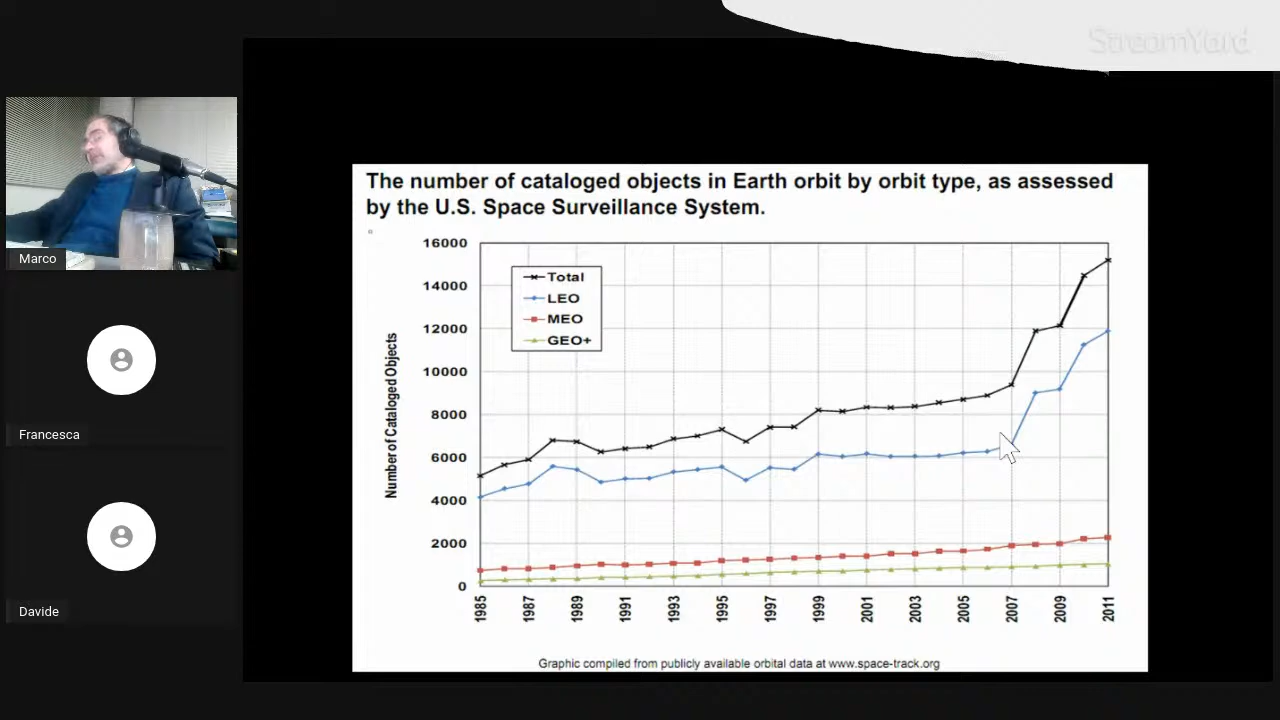 StreamYard
Marco
Francesca
Davide
The number of cataloged objects in Earth orbit by orbit type, as assessed
by the U.S. Space Surveillance System.
Number of Cataloged Objects
16000
14000
12000
10000
8000
6000
4000
2000
0
Total
LEO
MEO
GEO+
1985
1987
1989
1991
1993
1995
1997
1999
2001
2003
2005
2007
2009
2011
Graphic compiled from publicly available orbital data at www.space-track.org